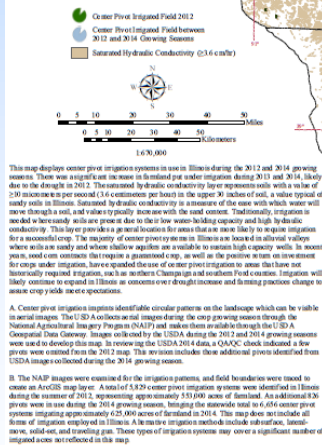 Center Pivot Irrigated Field 2012
Center Pivot Irrigated Field between
2012 and 2014 Growing Seasons
Saturated Hydraulic Conductivity (≥3.6 cm/hr)
N
W E
S
0 5 10 20 30 40 50
Miles
0 5 10 20 30 40 50
Kilometers
1:670,000
This map displays center pivot irrigation systems in use in Illinois during the 2012 and 2014 growing
seasons. There was a significant increase in farmland put under irrigation during 2013 and 2014, likely
due to the drought in 2012. The saturated hydraulic conductivity layer represents soils with a value of
≥10 micrometers per second (3.6 centimeters per hour) in the upper 30 inches of soil, a value typical of
sandy soils in Illinois. Saturated hydraulic conductivity is a measure of the ease with which water will
move through a soil, and values typically increase with the sand content. Traditionally, irrigation is
needed where sandy soils are present due to their low water-holding capacity and high hydraulic
conductivity. This layer provides a general location for areas that are more likely to require irrigation
for a successful crop. The majority of center pivot systems in Illinois are located in alluvial valleys
where soils are sandy and where shallow aquifers are available to sustain high capacity wells. In recent
years, seed corn contracts that require a guaranteed crop, as well as the positive return on investment
for crops under irrigation, have expanded the use of center pivot irrigation to areas that have not
historically required irrigation, such as northern Champaign and southern Ford counties. Irrigation will
likely continue to expand in Illinois as concerns over drought increase and farming practices change to
assure crop yields meet expectations.
A. Center pivot irrigation imprints identifiable circular patterns on the landscape which can be visible
in aerial images. The USDA collects aerial images during the crop growing season through the
National Agricultural Imagery Program (NAIP) and makes them available through the USDA
Geospatial Data Gateway. Images collected by the USDA during the 2012 and 2014 growing seasons
were used to develop this map. In reviewing the USDA 2014 data, a QA/QC check indicated a few
pivots were omitted from the 2012 map. This revision includes those additional pivots identified from
USDA images collected during the 2014 growing season.
B. The NAIP images were examined for the irrigation patterns, and field boundaries were traced to
create an ArcGIS map layer. A total of 5,829 center pivot irrigation systems were identified in Illinois
during the summer of 2012, representing approximately 553,000 acres of farmland. An additional 826
pivots were in use during the 2014 growing season, bringing the statewide total to 6,656 center pivot
systems irrigating approximately 625,000 acres of farmland in 2014. This map does not include all
forms of irrigation employed in Illinois. Alternative irrigation methods include subsurface, lateral-
move, solid-set, and traveling gun. These types of irrigation systems may cover a significant number of
irrigated acres not reflected in this map.